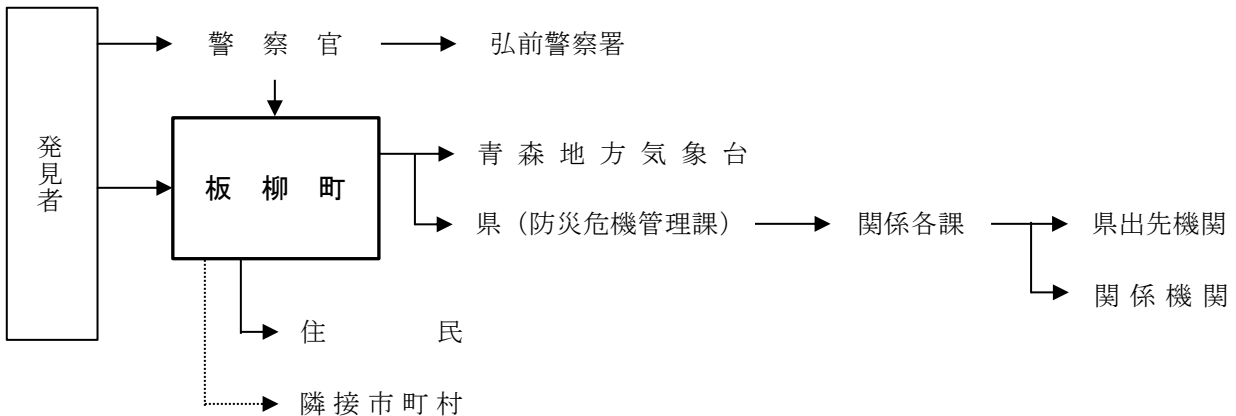 警察官
弘前警察署
発見者
板柳町
青森地方気象台
県（防災危機管理課）
関係各課
県出先機関
関係機関
住民
隣接市町村